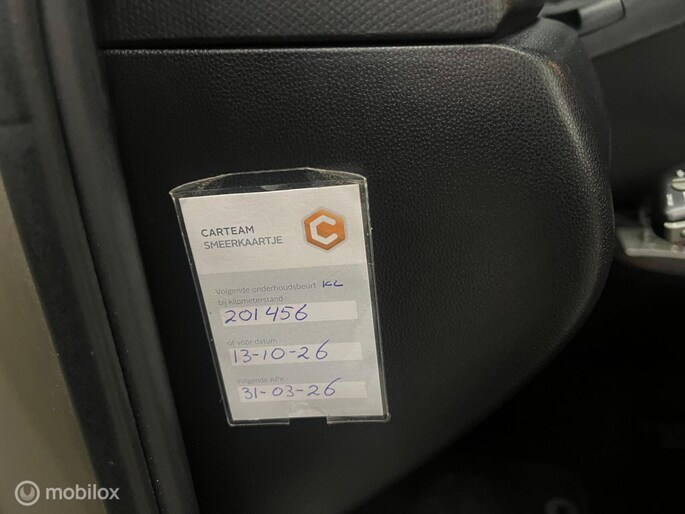 CARTEAM
SMEERKAARTJE
Volgende onderhoudsbeurt KL
bij kilometerstand
201456
of vóór datum
13-10-26
volgende APK
31-03-26
mobilox